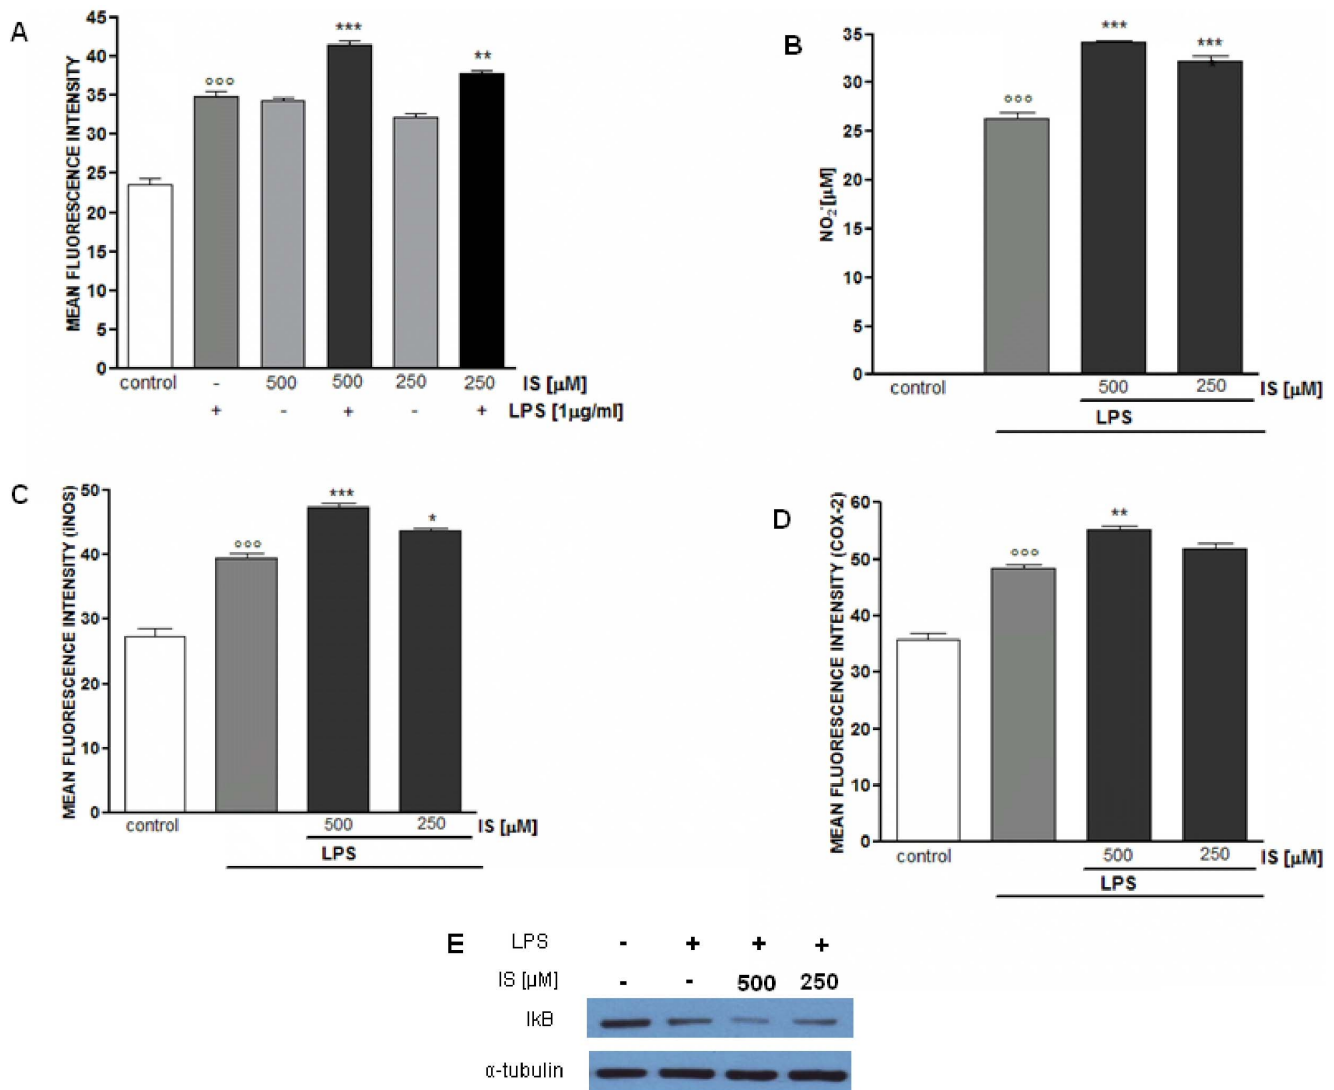 A
MEAN FLUORESCENCE INTENSITY
45
40
35
30
25
20
15
10
5
0
°°°
***
**
control - 500 500 250 250 IS [μM]
+ - + - + LPS [1μg/ml]
B
NO₂⁻[μM]
35
30
25
20
15
10
5
0
°°°
***
***
control 500 250 IS [μM]
LPS
C
MEAN FLUORESCENCE INTENSITY (iNOS)
50
40
30
20
10
0
°°°
***
*
control 500 250 IS [μM]
LPS
D
MEAN FLUORESCENCE INTENSITY (COX-2)
60
50
40
30
20
10
0
°°°
**
control 500 250 IS [μM]
LPS
E LPS - + + +
IS [μM] - - 500 250
IkB
α-tubulin